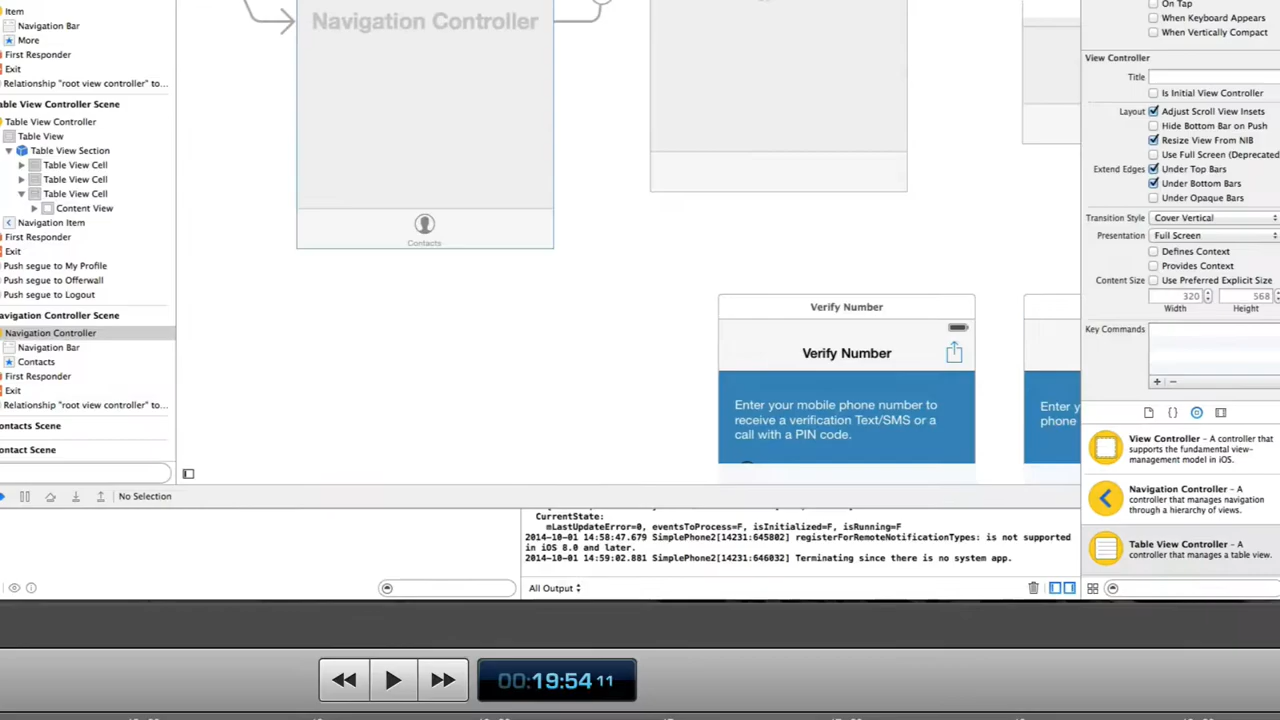 Item
Navigation Bar
More
First Responder
Exit
Relationship "root view controller" to...
Table View Controller Scene
Table View Controller
Table View
Table View Section
Table View Cell
Table View Cell
Table View Cell
Content View
Navigation Item
First Responder
Exit
Push segue to My Profile
Push segue to Offerwall
Push segue to Logout
Navigation Controller Scene
Navigation Controller
Navigation Bar
Contacts
First Responder
Exit
Relationship "root view controller" to...
Contacts Scene
Contact Scene
No Selection
Navigation Controller
Contacts
Verify Number
Verify Number
Enter your mobile phone number to
receive a verification Text/SMS or a
call with a PIN code.
Enter y
phone
CurrentState:
mLastUpdateError=0, eventsToProcess=F, isInitialized=F, isRunning=F
2014-10-01 14:58:47.679 SimplePhone2[14231:645802] registerForRemoteNotificationTypes: is not supported
in iOS 8.0 and later.
2014-10-01 14:59:02.881 SimplePhone2[14231:646032] Terminating since there is no system app.
All Output
On Tap
When Keyboard Appears
When Vertically Compact
View Controller
Title
Is Initial View Controller
Layout Adjust Scroll View Insets
Hide Bottom Bar on Push
Resize View From NIB
Use Full Screen (Deprecated
Extend Edges Under Top Bars
Under Bottom Bars
Under Opaque Bars
Transition Style Cover Vertical
Presentation Full Screen
Defines Context
Provides Context
Content Size Use Preferred Explicit Size
320 568
Width Height
Key Commands
+ −
{}
View Controller - A controller that
supports the fundamental view-
management model in iOS.
Navigation Controller - A
controller that manages navigation
through a hierarchy of views.
Table View Controller - A
controller that manages a table view.
00:19:54 11